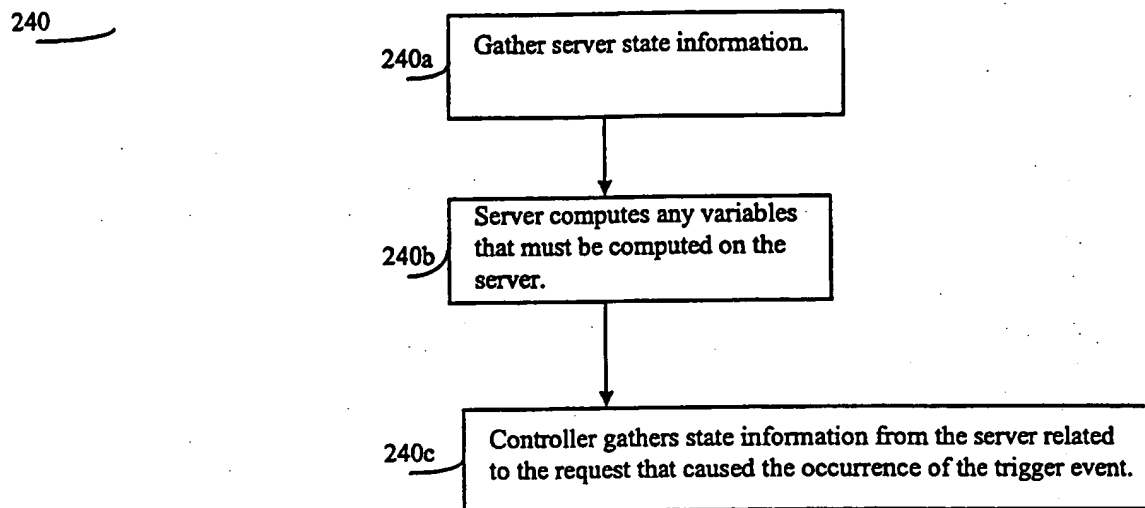 240
240a
Gather server state information.
240b
Server computes any variables
that must be computed on the
server.
240c
Controller gathers state information from the server related
to the request that caused the occurrence of the trigger event.